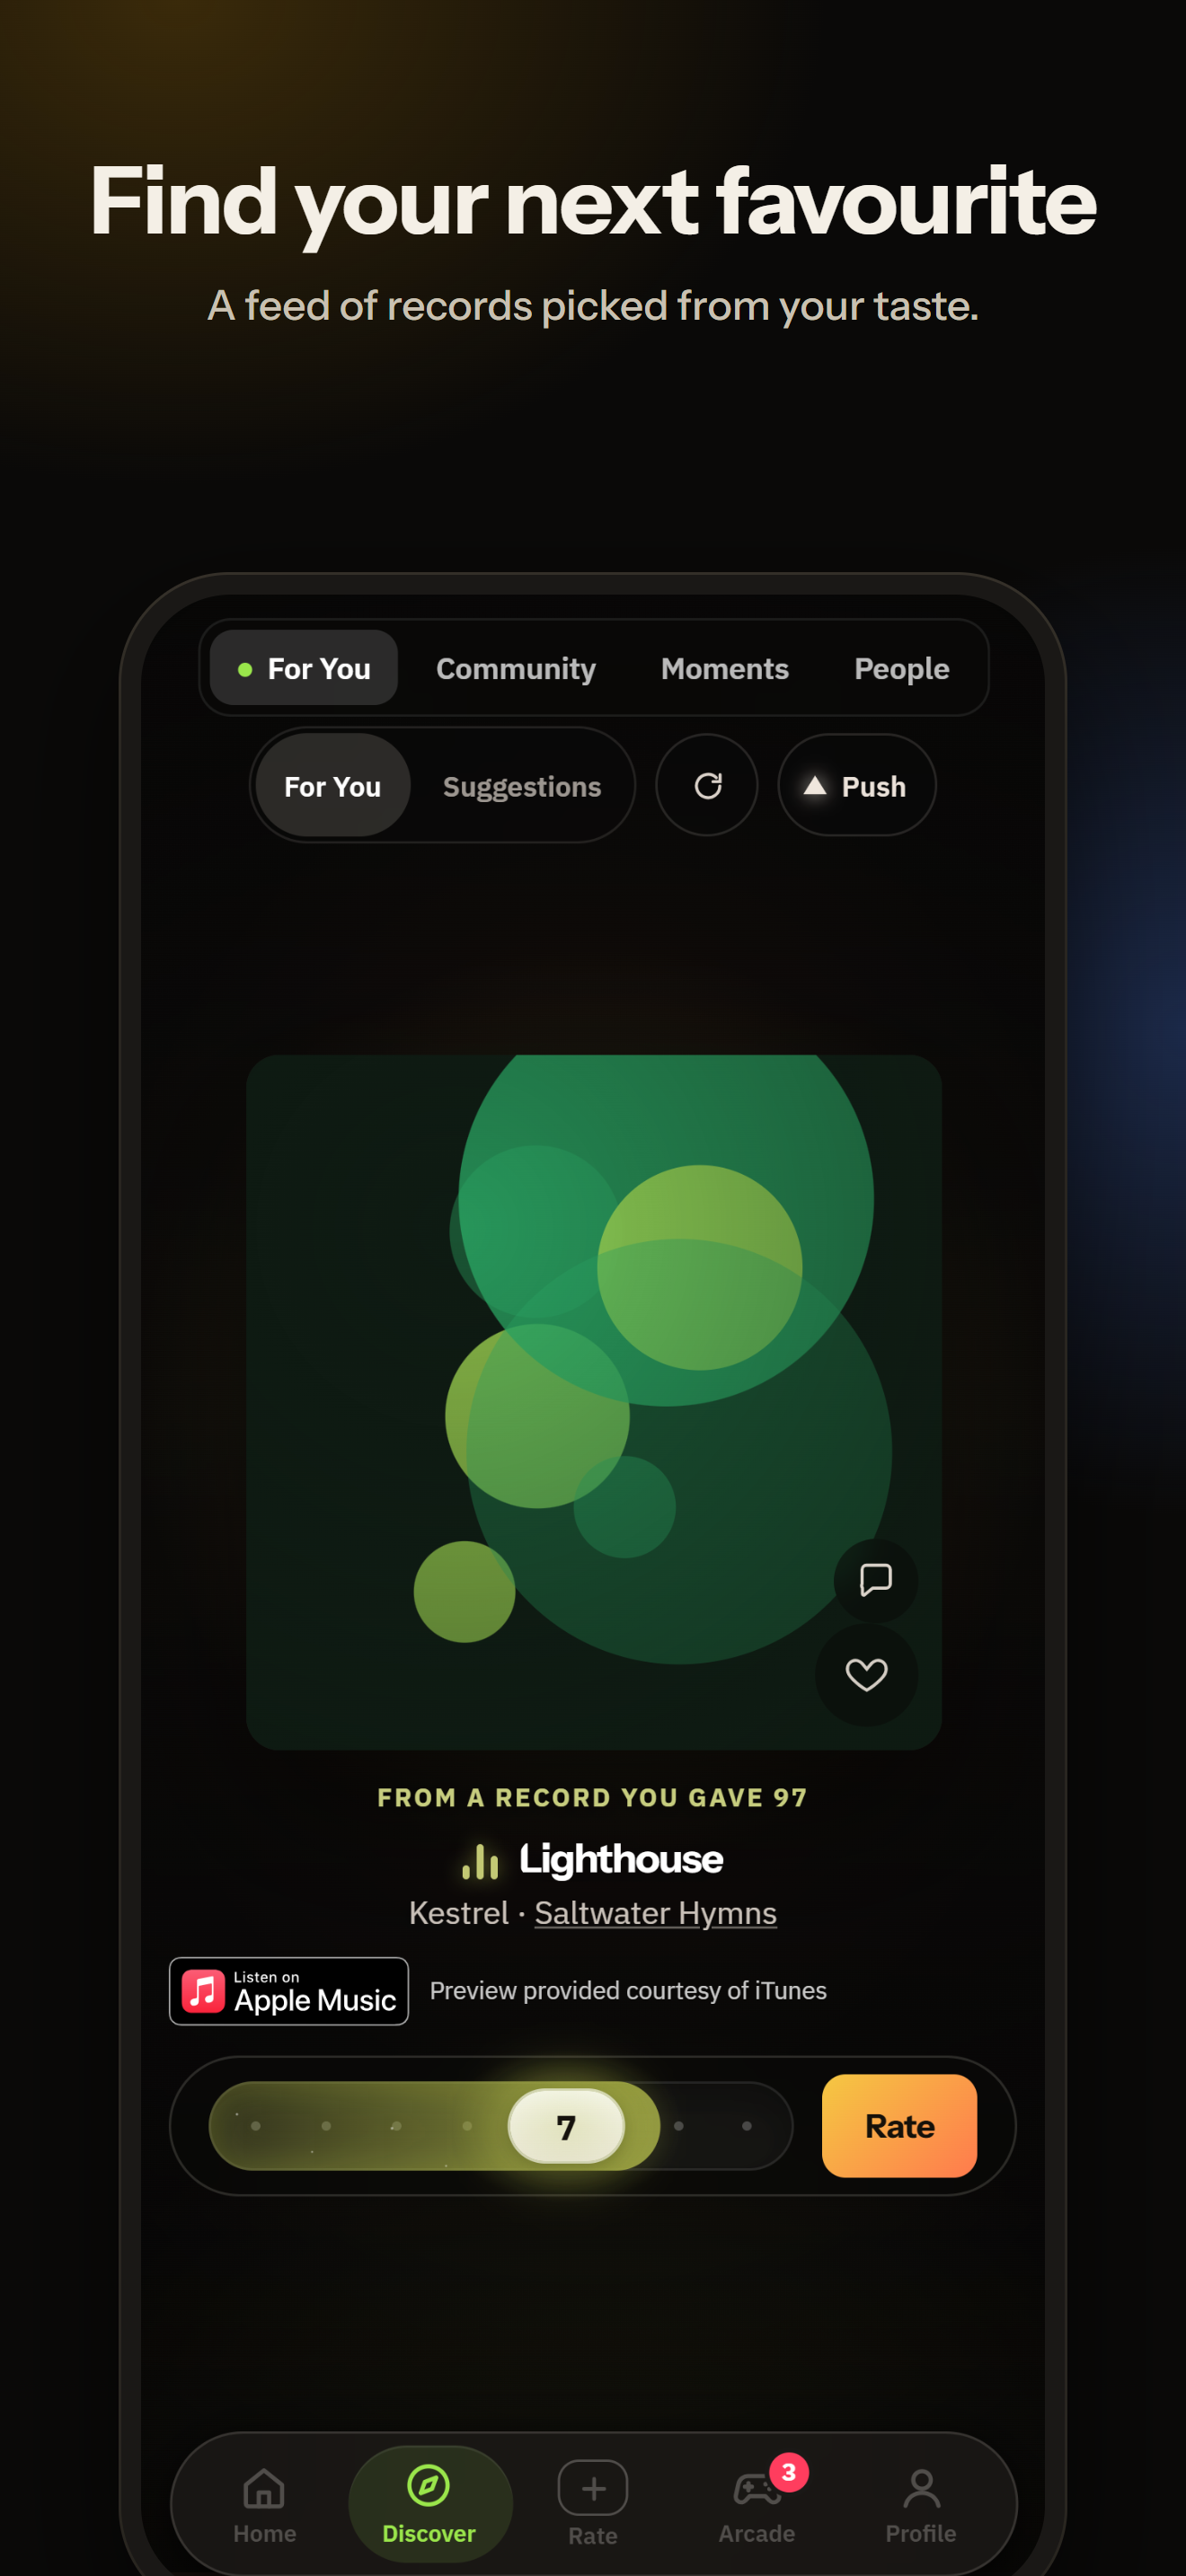 Find your next favourite
A feed of records picked from your taste.
For You Community Moments People
For You Suggestions Push
FROM A RECORD YOU GAVE 97
Lighthouse
Kestrel · Saltwater Hymns
Listen on
Apple Music
Preview provided courtesy of iTunes
7
Rate
3
Home Discover Rate Arcade Profile